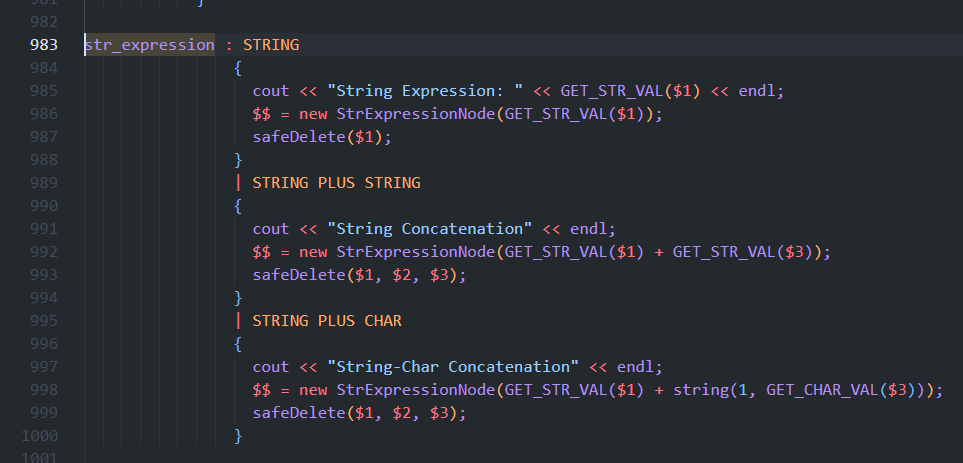 981 }
982
983 str_expression : STRING
984 {
985 cout << "String Expression: " << GET_STR_VAL($1) << endl;
986 $$ = new StrExpressionNode(GET_STR_VAL($1));
987 safeDelete($1);
988 }
989 | STRING PLUS STRING
990 {
991 cout << "String Concatenation" << endl;
992 $$ = new StrExpressionNode(GET_STR_VAL($1) + GET_STR_VAL($3));
993 safeDelete($1, $2, $3);
994 }
995 | STRING PLUS CHAR
996 {
997 cout << "String-Char Concatenation" << endl;
998 $$ = new StrExpressionNode(GET_STR_VAL($1) + string(1, GET_CHAR_VAL($3)));
999 safeDelete($1, $2, $3);
1000 }
1001